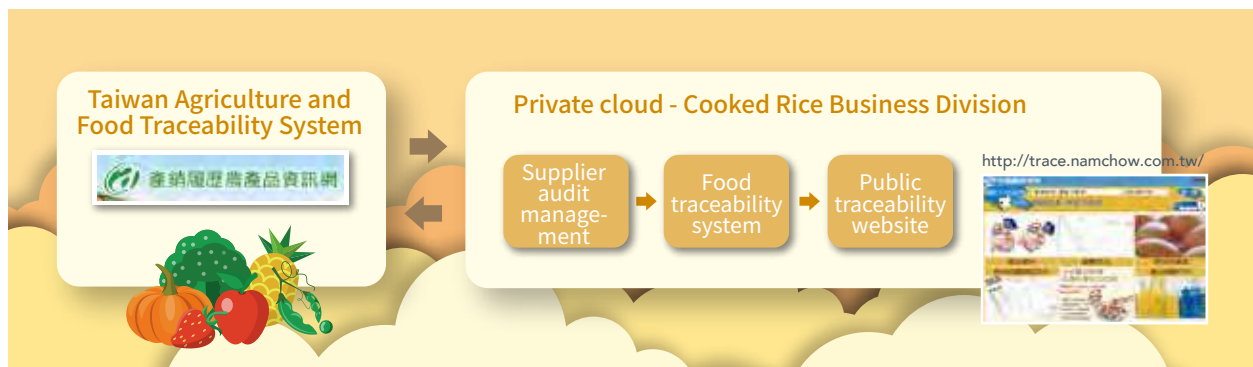 Taiwan Agriculture and
Food Traceability System
產銷履歷農產品資訊網
Private cloud - Cooked Rice Business Division
Supplier
audit
manage-
ment
Food
traceability
system
Public
traceability
website
http://trace.namchow.com.tw/